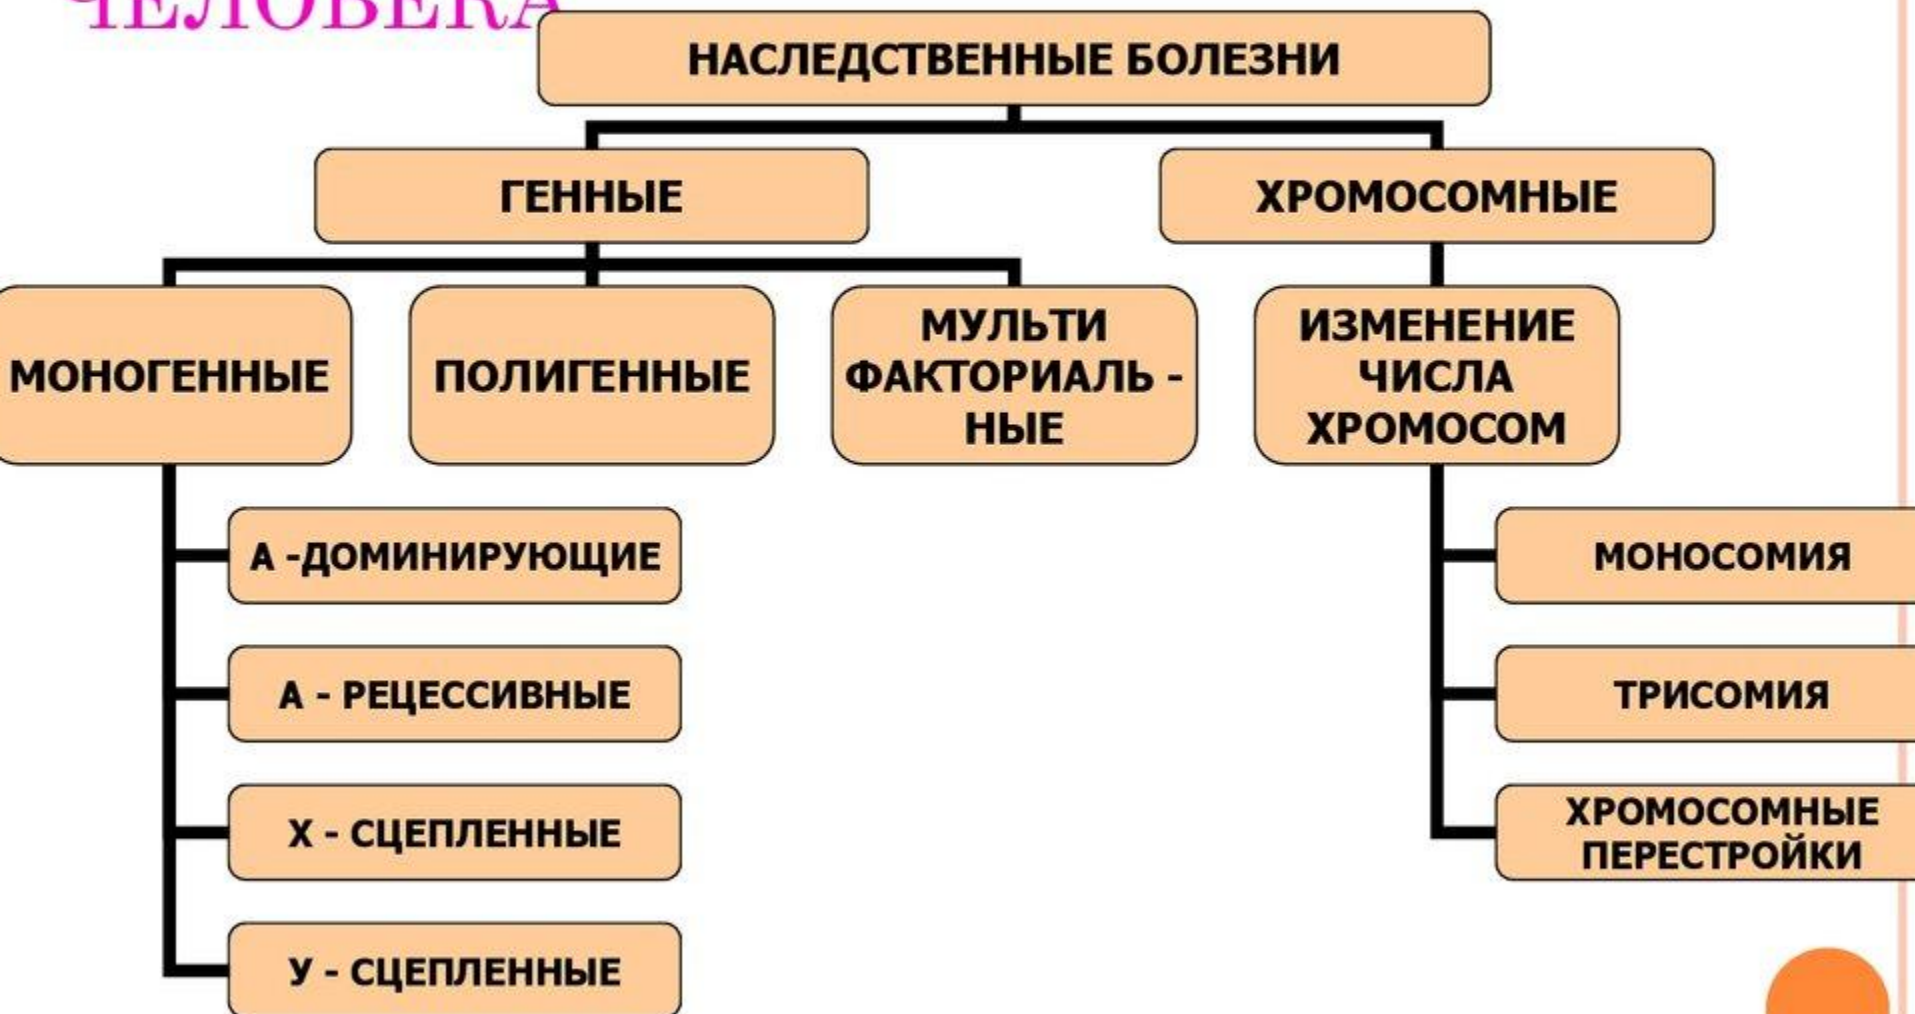 ЧЕЛОВЕКА
НАСЛЕДСТВЕННЫЕ БОЛЕЗНИ
ГЕННЫЕ
ХРОМОСОМНЫЕ
МОНОГЕННЫЕ
ПОЛИГЕННЫЕ
МУЛЬТИ
ФАКТОРИАЛЬ -
НЫЕ
ИЗМЕНЕНИЕ
ЧИСЛА
ХРОМОСОМ
А -ДОМИНИРУЮЩИЕ
А - РЕЦЕССИВНЫЕ
Х - СЦЕПЛЕННЫЕ
У - СЦЕПЛЕННЫЕ
МОНОСОМИЯ
ТРИСОМИЯ
ХРОМОСОМНЫЕ
ПЕРЕСТРОЙКИ